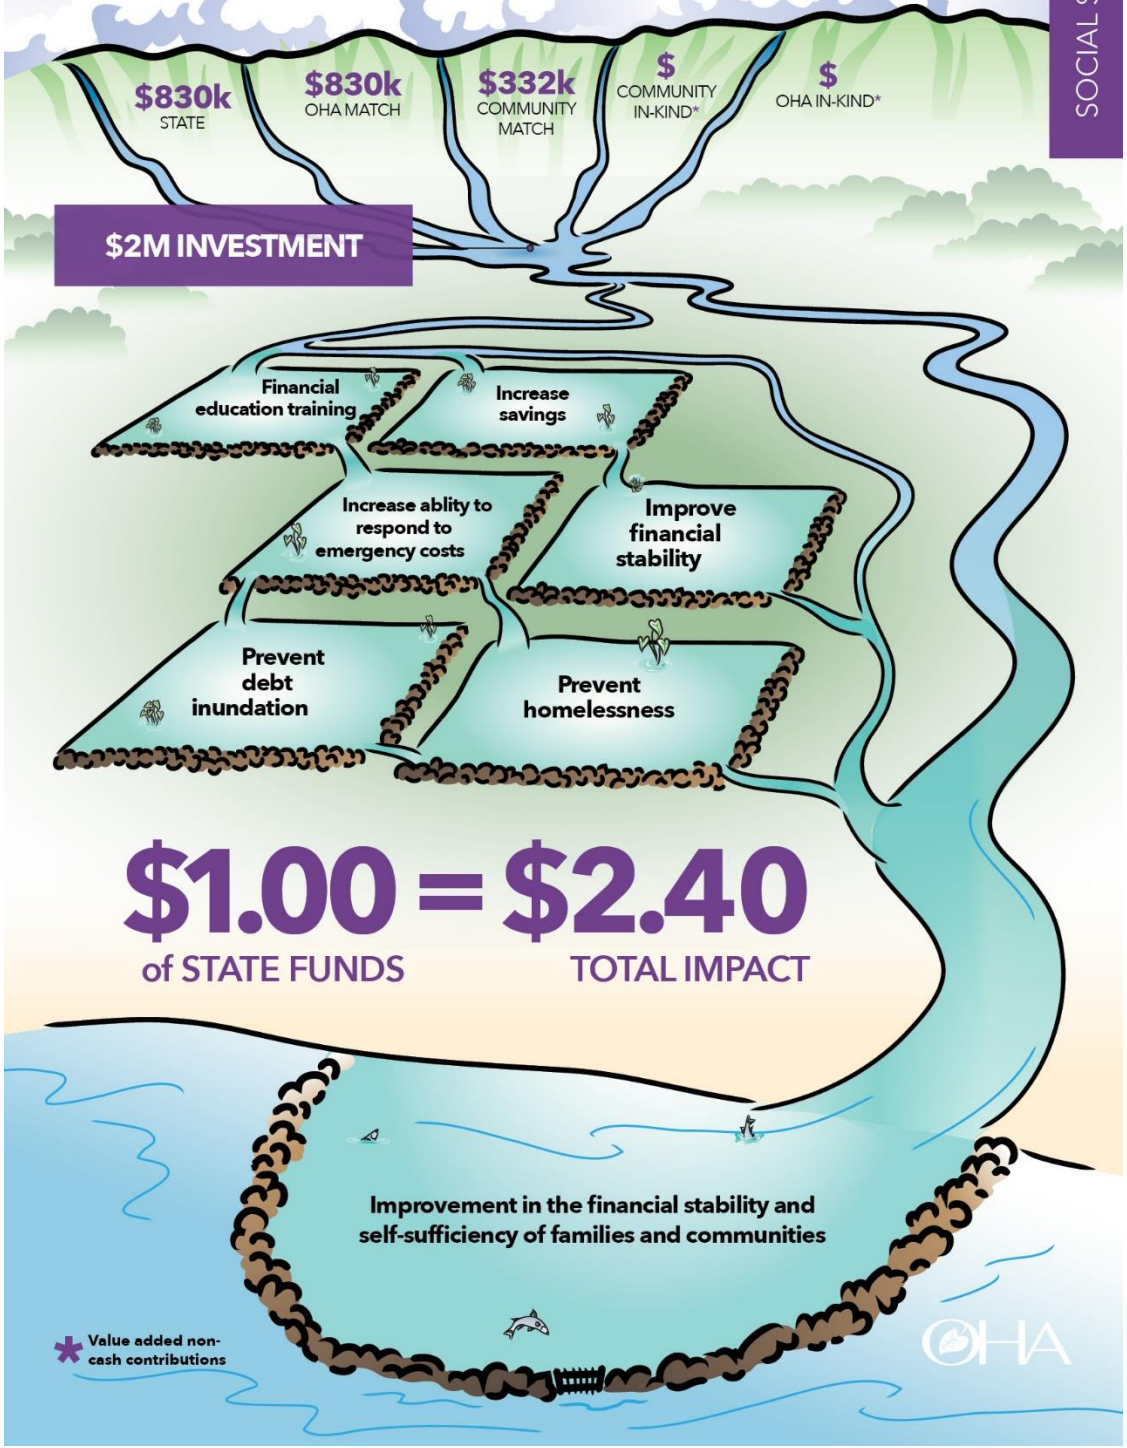 SOCIAL S
$830k
STATE
$830k
OHA MATCH
$332k
COMMUNITY
MATCH
$
COMMUNITY
IN-KIND*
$
OHA IN-KIND*
$2M INVESTMENT
Financial
education training
Increase
savings
Increase ablity to
respond to
emergency costs
Improve
financial
stability
Prevent
debt
inundation
Prevent
homelessness
$1.00 = $2.40
of STATE FUNDS TOTAL IMPACT
Improvement in the financial stability and
self-sufficiency of families and communities
* Value added non-
cash contributions
OHA